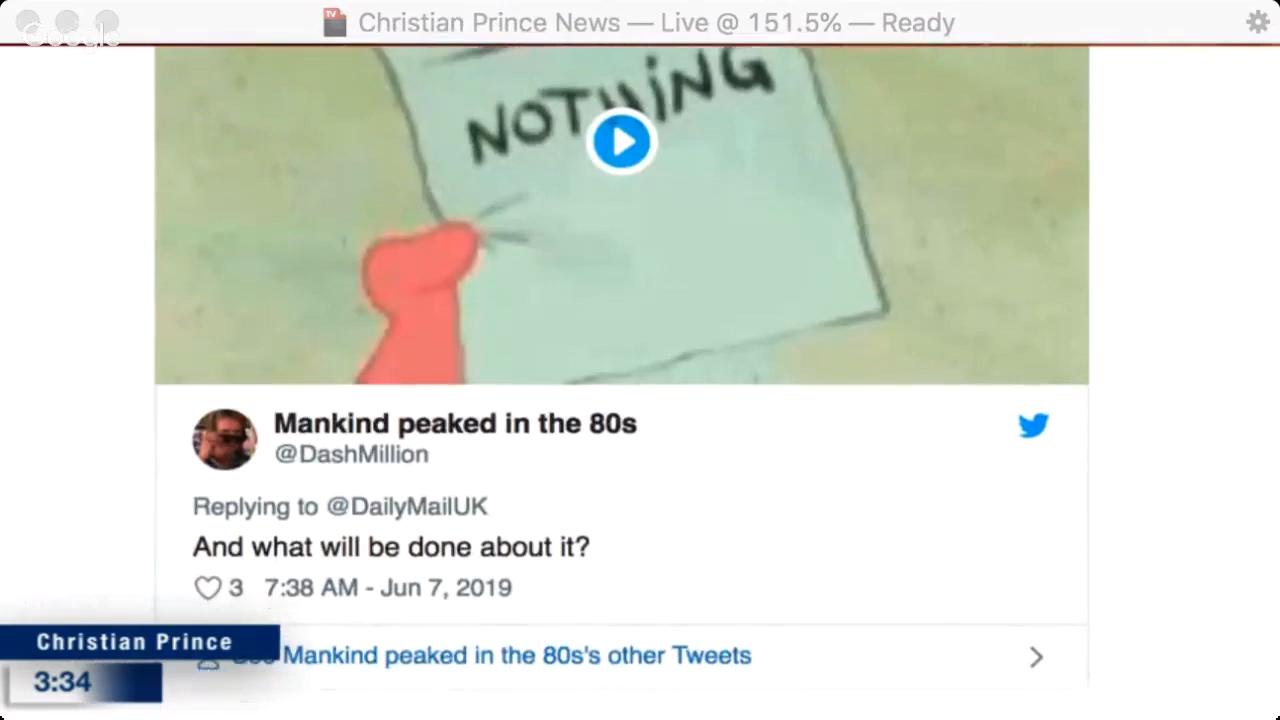 Christian Prince News — Live @ 151.5% — Ready
Google
NOTHING
Mankind peaked in the 80s
@DashMillion
Replying to @DailyMailUK
And what will be done about it?
3 7:38 AM - Jun 7, 2019
Christian Prince
See Mankind peaked in the 80s's other Tweets
3:34